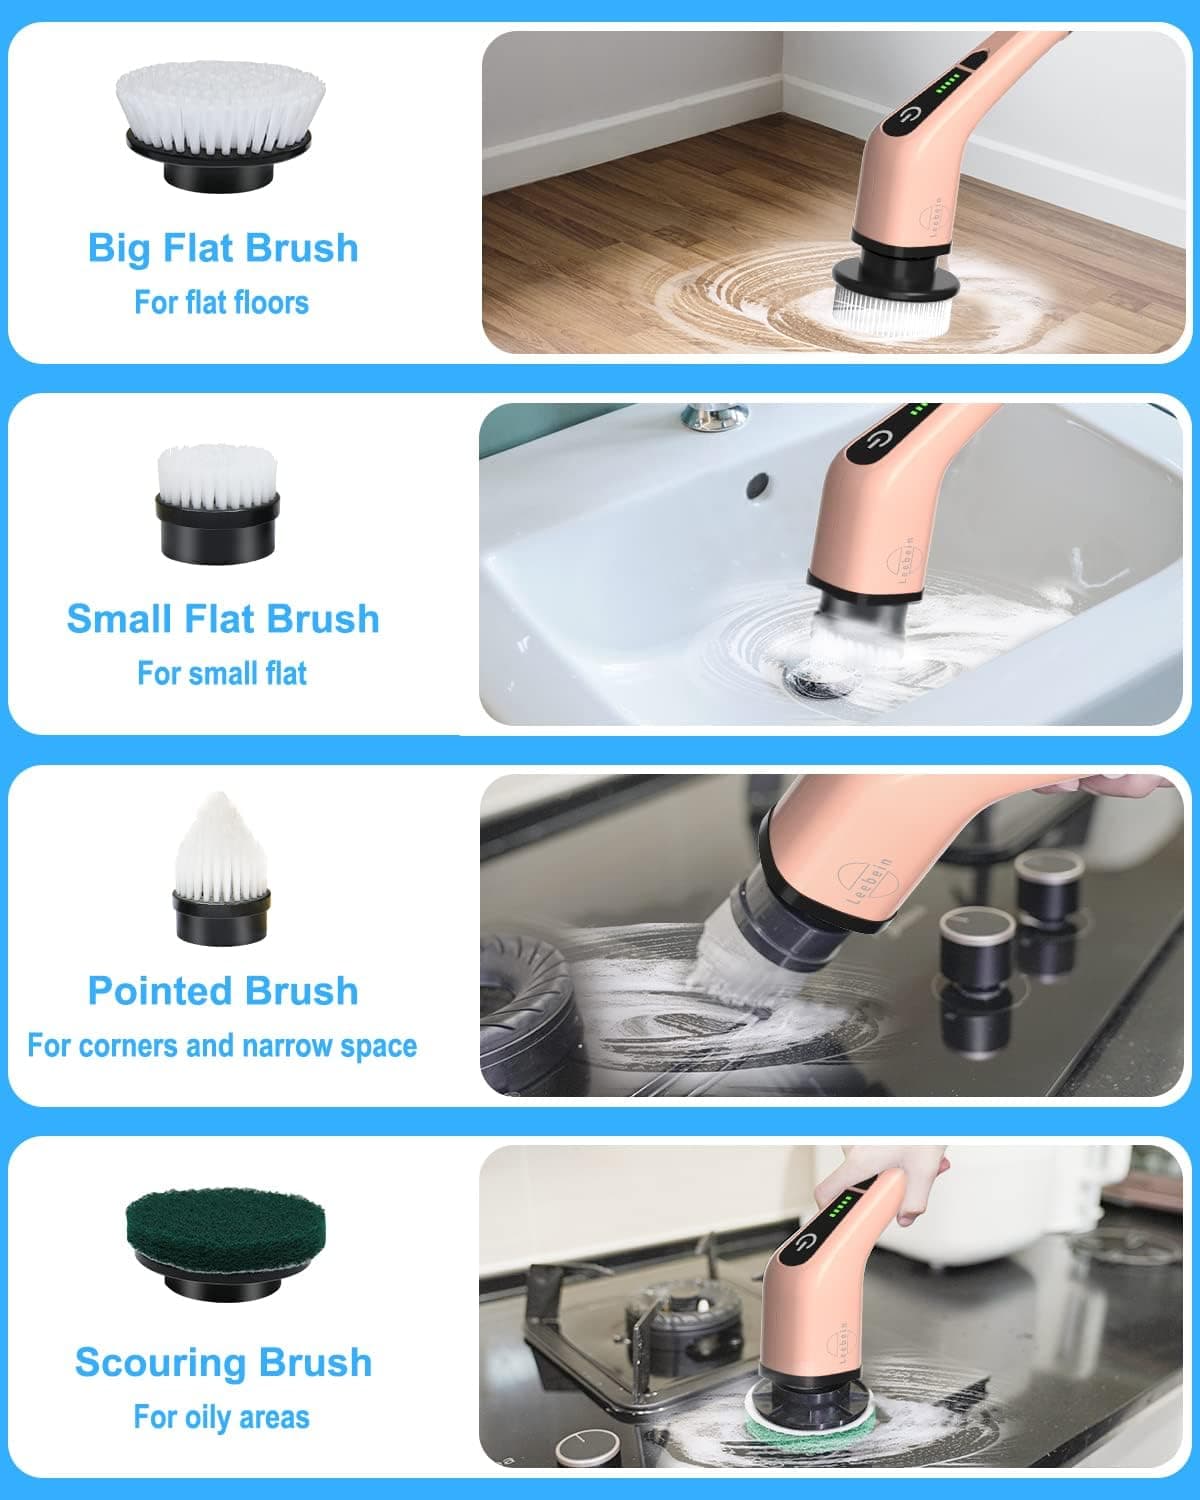 Big Flat Brush
For flat floors
Leebein
Small Flat Brush
For small flat
Leebein
Pointed Brush
For corners and narrow space
Leebein
Scouring Brush
For oily areas
Leebein